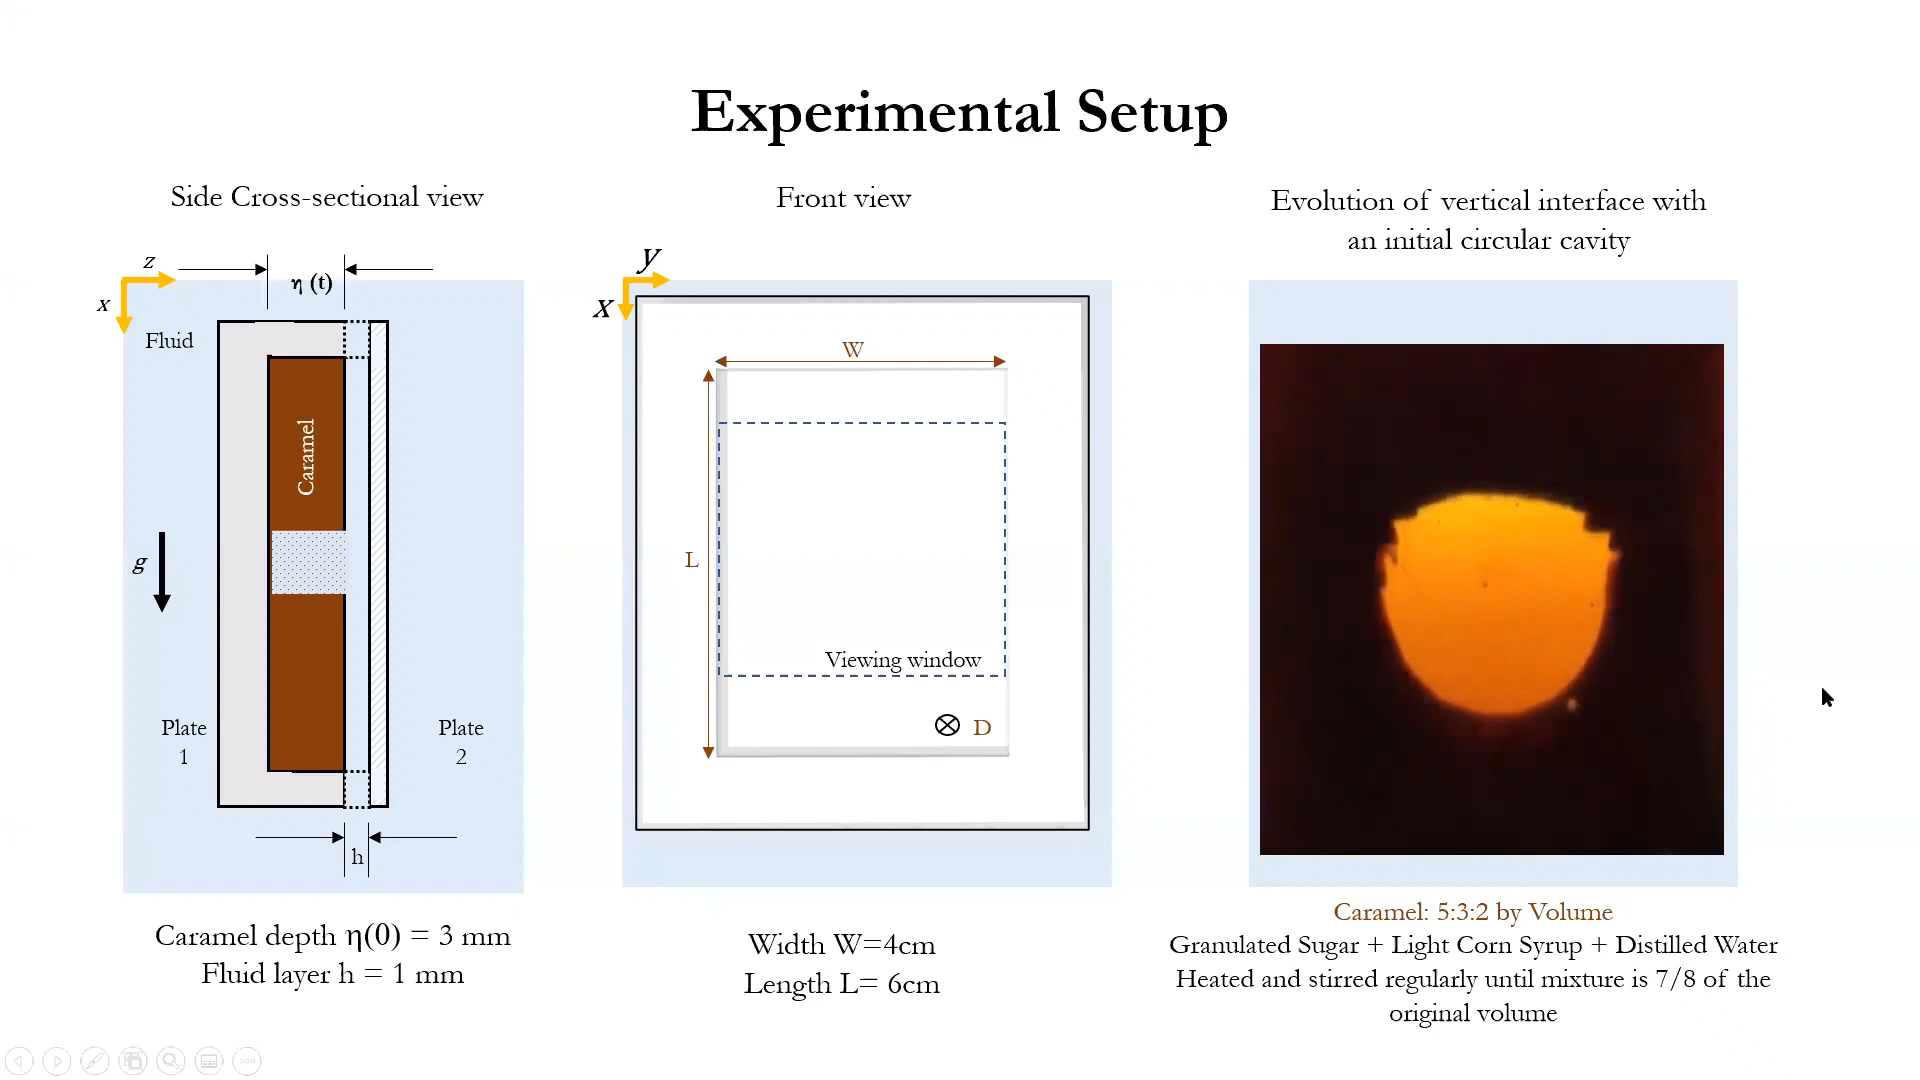 Experimental Setup
Side Cross-sectional view
z
x
η (t)
Fluid
Caramel
g
Plate
1
Plate
2
h
Caramel depth η(0) = 3 mm
Fluid layer h = 1 mm
Front view
y
x
W
L
Viewing window
D
Width W=4cm
Length L= 6cm
Evolution of vertical interface with
an initial circular cavity
Caramel: 5:3:2 by Volume
Granulated Sugar + Light Corn Syrup + Distilled Water
Heated and stirred regularly until mixture is 7/8 of the
original volume